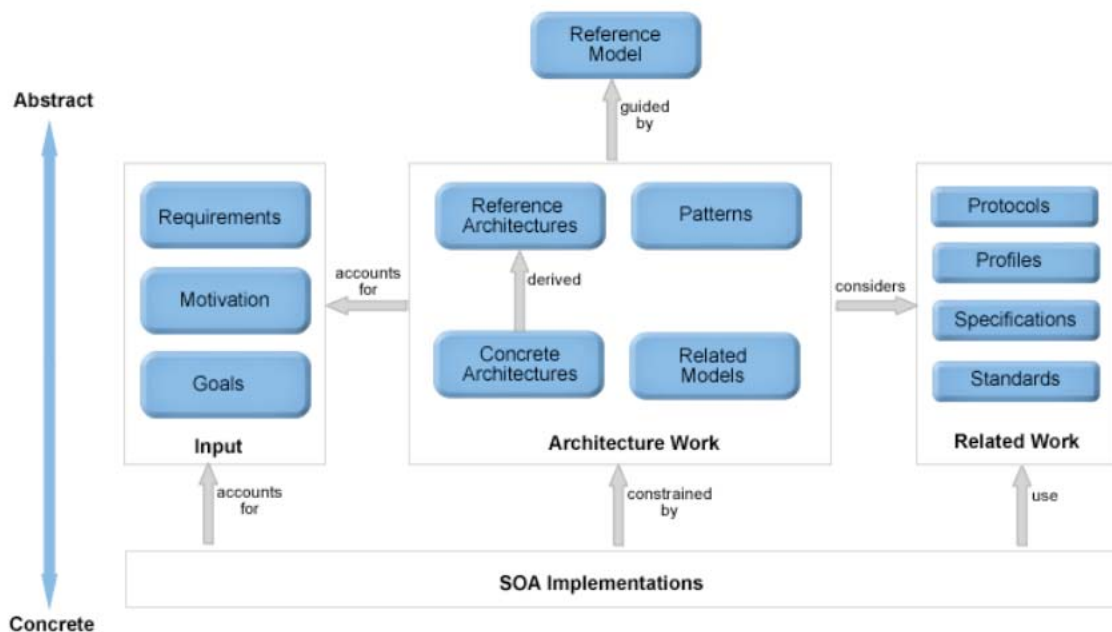 Reference
Model
Abstract
guided
by
Requirements
Motivation
Goals
Input
accounts
for
Reference
Architectures
Patterns
derived
Concrete
Architectures
Related
Models
Architecture Work
considers
Protocols
Profiles
Specifications
Standards
Related Work
accounts
for
constrained
by
use
SOA Implementations
Concrete